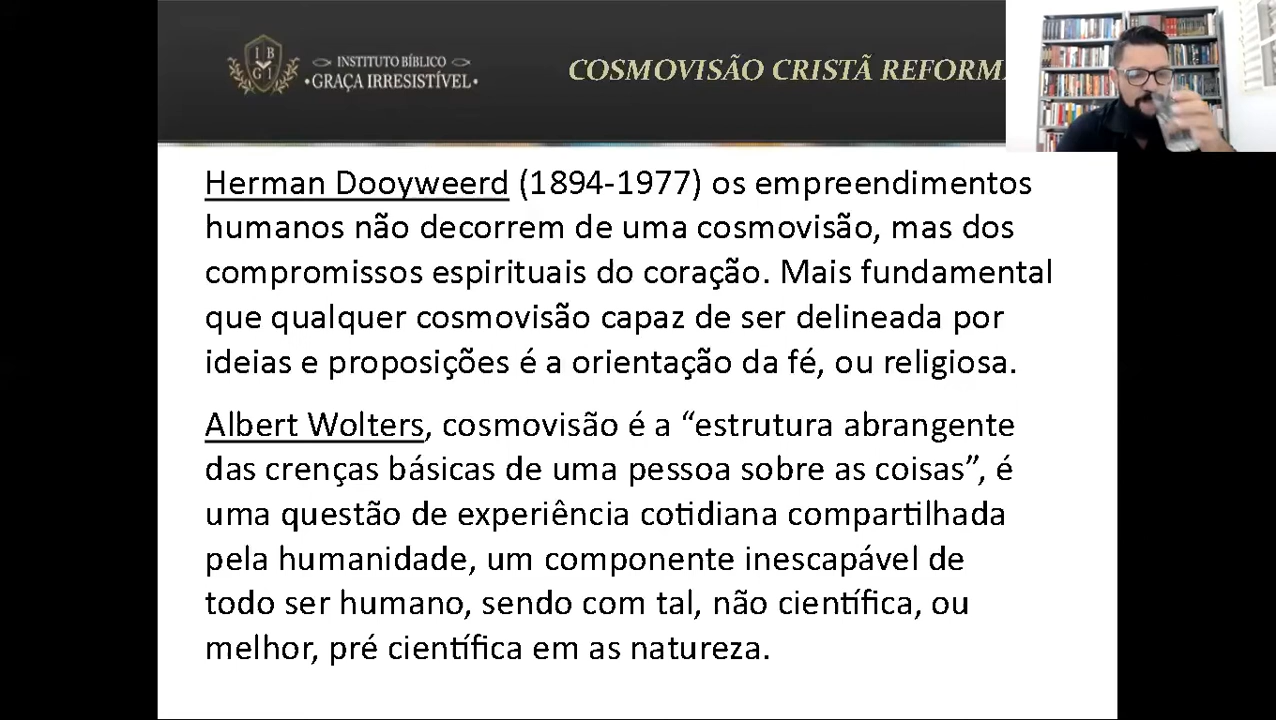 I B
G I
INSTITUTO BÍBLICO
• GRAÇA IRRESISTÍVEL •
COSMOVISÃO CRISTÃ REFORM
Herman Dooyweerd (1894-1977) os empreendimentos
humanos não decorrem de uma cosmovisão, mas dos
compromissos espirituais do coração. Mais fundamental
que qualquer cosmovisão capaz de ser delineada por
ideias e proposições é a orientação da fé, ou religiosa.
Albert Wolters, cosmovisão é a “estrutura abrangente
das crenças básicas de uma pessoa sobre as coisas”, é
uma questão de experiência cotidiana compartilhada
pela humanidade, um componente inescapável de
todo ser humano, sendo com tal, não científica, ou
melhor, pré científica em as natureza.